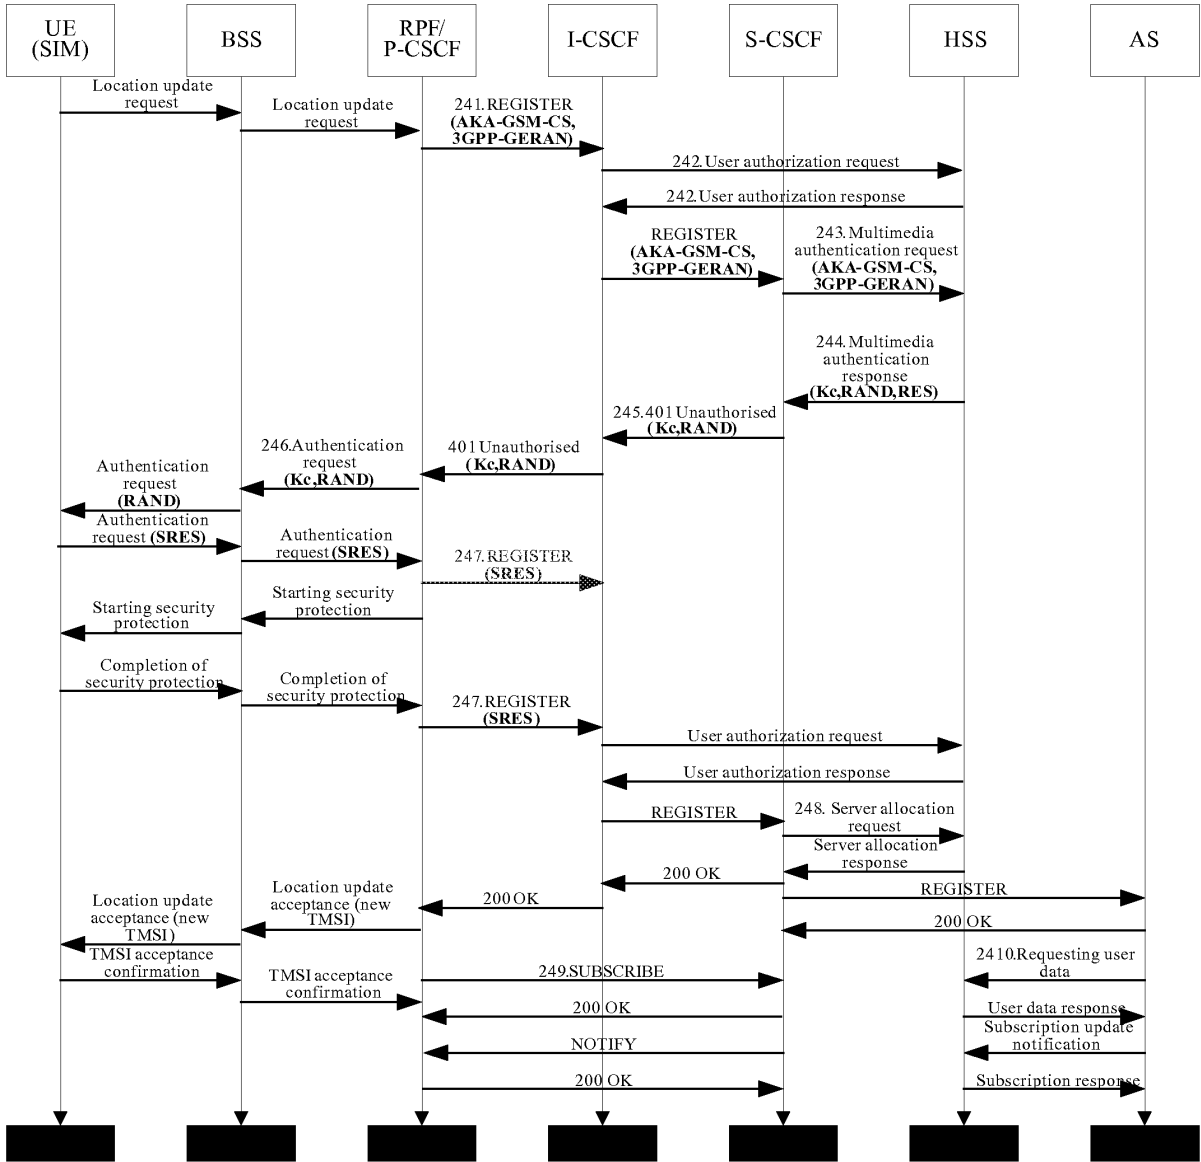 UE
(SIM)
BSS
RPF/
P-CSCF
I-CSCF
S-CSCF
HSS
AS
Location update
request
Location update
request
241.REGISTER
(AKA-GSM-CS,
3GPP-GERAN)
242.User authorization request
242.User authorization response
REGISTER
(AKA-GSM-CS,
3GPP-GERAN)
243.Multimedia
authentication request
(AKA-GSM-CS,
3GPP-GERAN)
244.Multimedia
authentication
response
(Kc,RAND,RES)
245.401 Unauthorised
(Kc,RAND)
401 Unauthorised
(Kc,RAND)
246.Authentication
request
(Kc,RAND)
Authentication
request
(RAND)
Authentication
request (SRES)
Authentication
request (SRES)
247.REGISTER
(SRES)
Starting security
protection
Starting security
protection
Completion of
security protection
Completion of
security protection
247.REGISTER
(SRES)
User authorization request
User authorization response
REGISTER
248. Server allocation
request
Server allocation
response
200 OK
200 OK
REGISTER
200 OK
Location update
acceptance (new
TMSI)
Location update
acceptance (new
TMSI)
TMSI acceptance
confirmation
TMSI acceptance
confirmation
249.SUBSCRIBE
2410.Requesting user
data
200 OK
User data response
Subscription update
notification
NOTIFY
200 OK
Subscription response